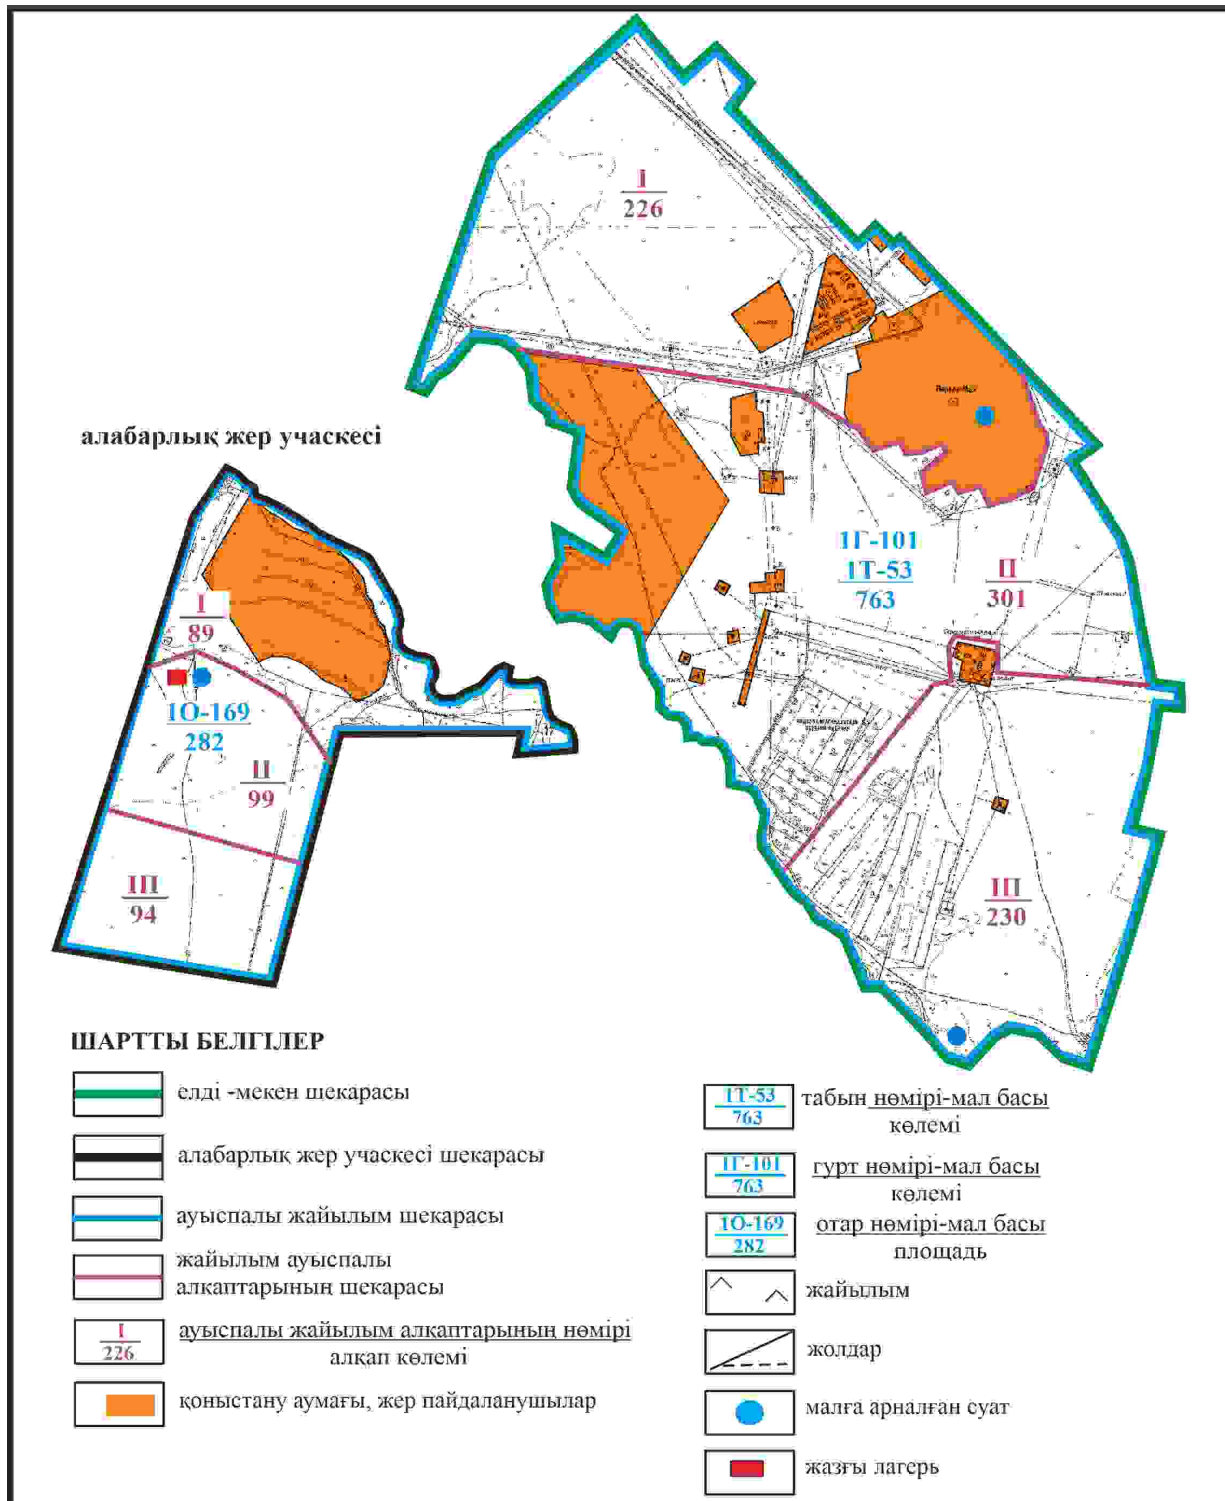 I
226
алабарлық жер учаскесі
1Г-101
1Т-53
763
II
301
I
89
1О-169
282
II
99
III
94
III
230
ШАРТТЫ БЕЛГІЛЕР
елді -мекен шекарасы
алабарлық жер учаскесі шекарасы
ауыспалы жайылым шекарасы
жайылым ауыспалы
алқаптарының шекарасы
I
226
ауыспалы жайылым алқаптарының нөмірі
алқап көлемі
қоныстану аумағы, жер пайдаланушылар
1Т-53
763
табын нөмірі-мал басы
көлемі
1Г-101
763
гурт нөмірі-мал басы
көлемі
1О-169
282
отар нөмірі-мал басы
площадь
жайылым
жолдар
малға арналған суат
жазғы лагерь